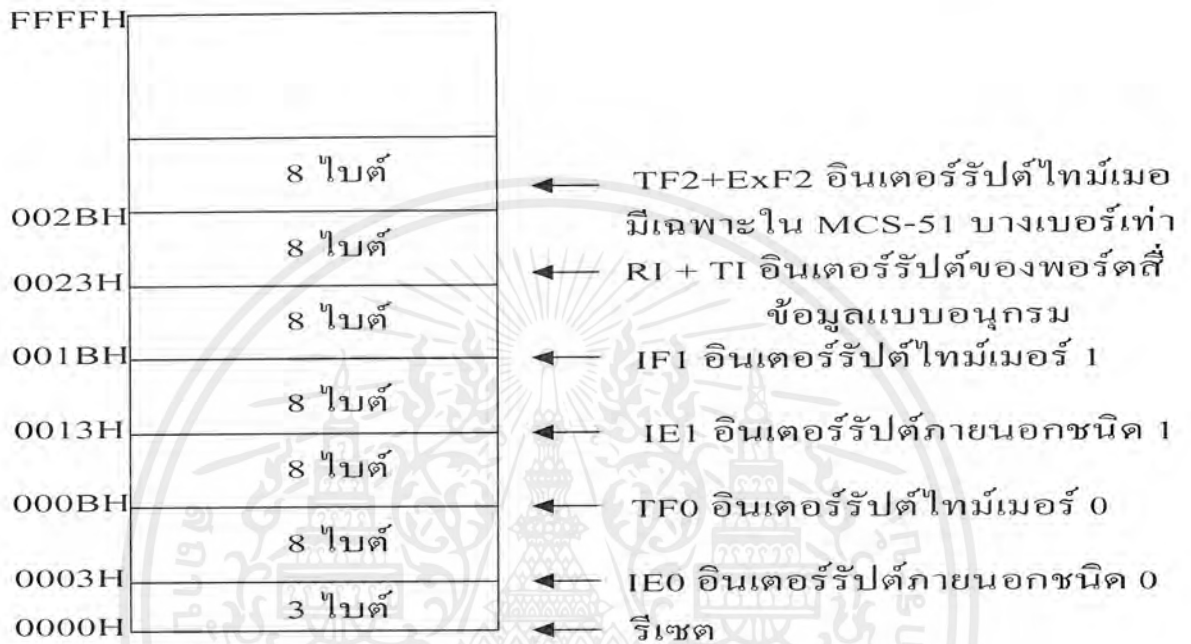 FFFFH
8 ไบต์
TF2+ExF2 อินเตอร์รัปต์ไทม์เมอ
002BH
มีเฉพาะใน MCS-51 บางเบอร์เท่า
8 ไบต์
0023H
RI + TI อินเตอร์รัปต์ของพอร์ตสื่
ข้อมูลแบบอนุกรม
8 ไบต์
001BH
IF1 อินเตอร์รัปต์ไทม์เมอร์ 1
8 ไบต์
0013H
IE1 อินเตอร์รัปต์ภายนอกชนิด 1
8 ไบต์
000BH
TF0 อินเตอร์รัปต์ไทม์เมอร์ 0
8 ไบต์
0003H
IE0 อินเตอร์รัปต์ภายนอกชนิด 0
3 ไบต์
0000H
รีเซต